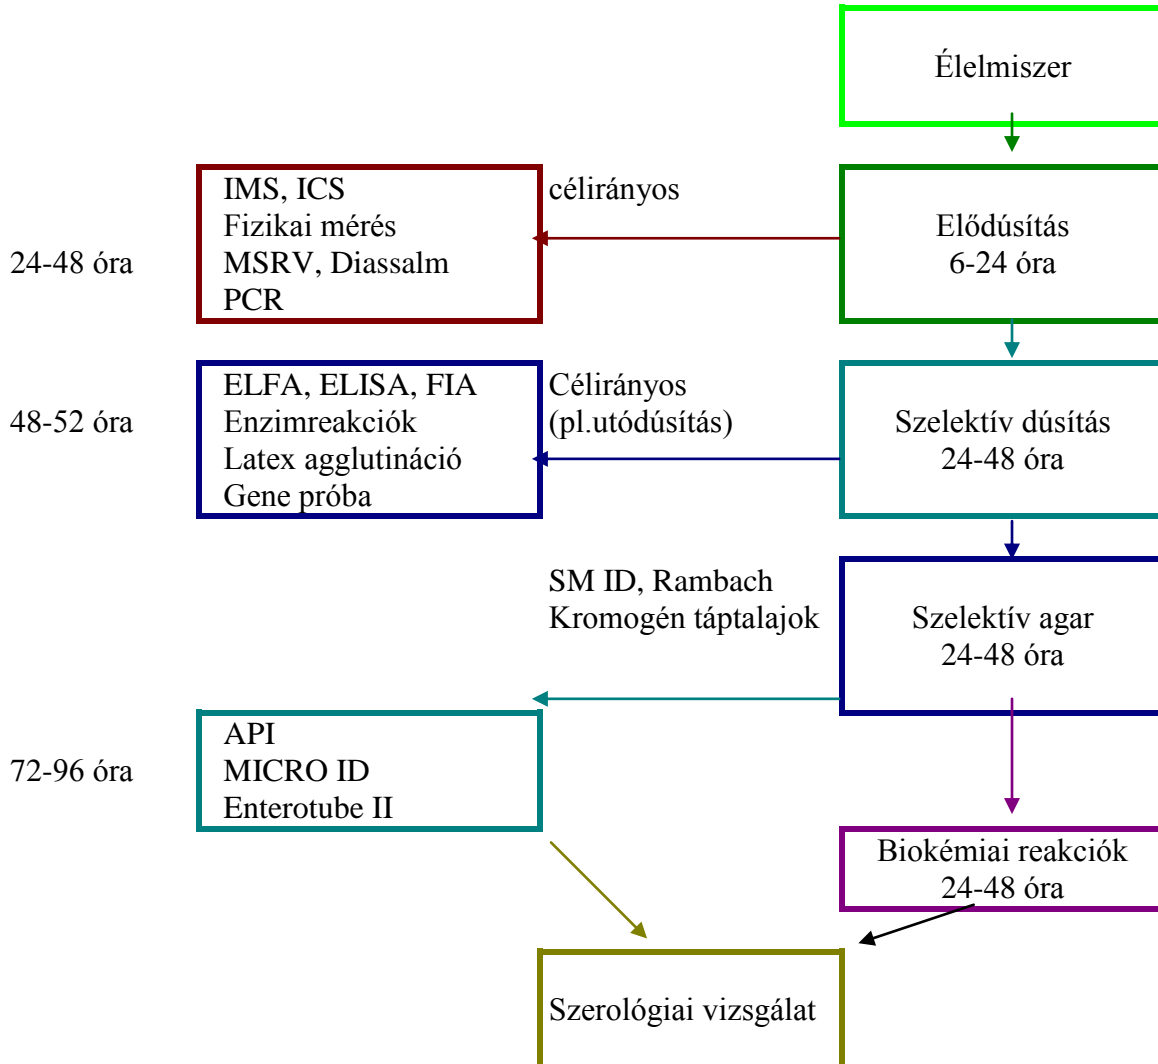 Élelmiszer
IMS, ICS
Fizikai mérés
MSRV, Diassalm
PCR
célirányos
Elődúsítás
6-24 óra
24-48 óra
ELFA, ELISA, FIA
Enzimreakciók
Latex agglutináció
Gene próba
Célirányos
(pl.utódúsítás)
Szelektív dúsítás
24-48 óra
48-52 óra
SM ID, Rambach
Kromogén táptalajok
Szelektív agar
24-48 óra
API
MICRO ID
Enterotube II
72-96 óra
Biokémiai reakciók
24-48 óra
Szerológiai vizsgálat